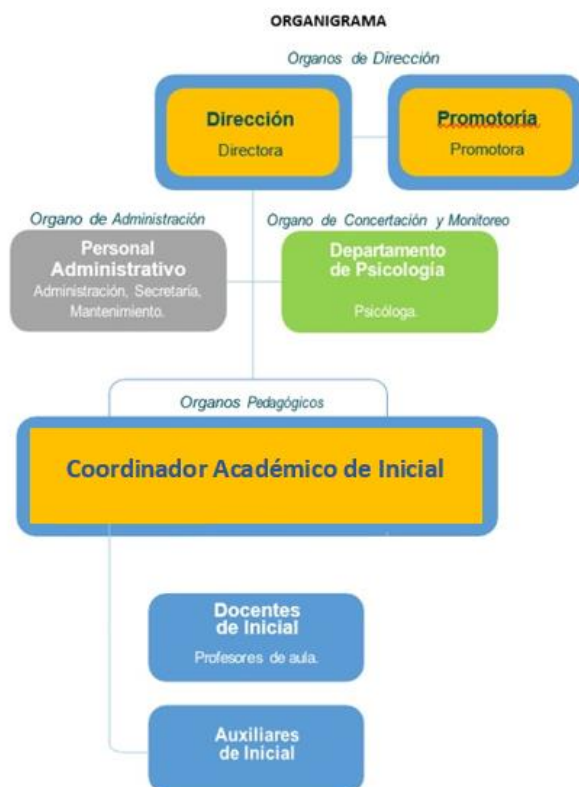 ORGANIGRAMA
Organos de Dirección
Dirección
Directora
Promotoria
Promotora
Organo de Administración
Personal
Administrativo
Administración, Secretaría,
Mantenimiento.
Organo de Concertación y Monitoreo
Departamento
de Psicología
Psicóloga.
Organos Pedagógicos
Coordinador Académico de Inicial
Docentes
de Inicial
Profesores de aula.
Auxiliares
de Inicial